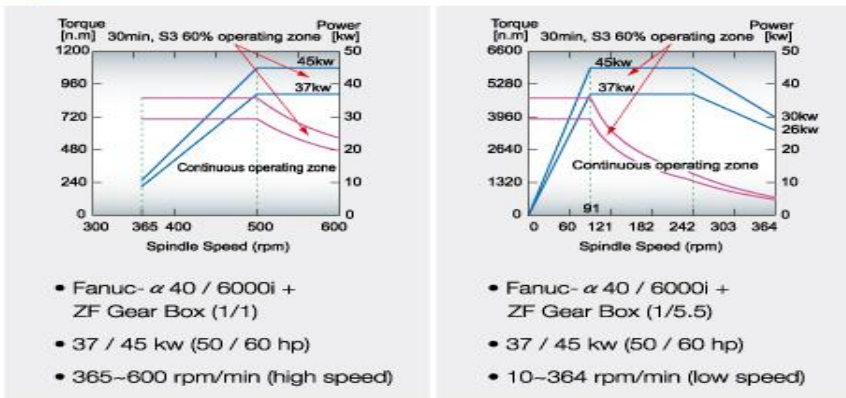 Torque
[n.m]
30min, S3 60% operating zone
Power
[kw]
1200
960
720
480
240
0
50
40
30
20
10
0
45kw
37kw
Continuous operating zone
300 365 400 500 600
Spindle Speed (rpm)
• Fanuc- α 40 / 6000i +
ZF Gear Box (1/1)
• 37 / 45 kw (50 / 60 hp)
• 365~600 rpm/min (high speed)
Torque
[n.m]
30min, S3 60% operating zone
Power
[kw]
6600
5280
3960
2640
1320
0
50
40
30kw
26kw
20
10
0
45kw
37kw
Continuous operating zone
91
0 60 121 182 242 303 364
Spindle Speed (rpm)
• Fanuc- α 40 / 6000i +
ZF Gear Box (1/5.5)
• 37 / 45 kw (50 / 60 hp)
• 10~364 rpm/min (low speed)